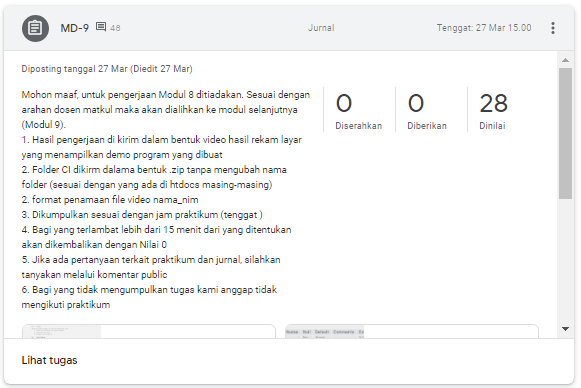 MD-9 48 Jurnal Tenggat: 27 Mar 15.00
Diposting tanggal 27 Mar (Diedit 27 Mar)
Mohon maaf, untuk pengerjaan Modul 8 ditiadakan. Sesuai dengan
arahan dosen matkul maka akan dialihkan ke modul selanjutnya
(Modul 9).
1. Hasil pengerjaan di kirim dalam bentuk video hasil rekam layar
yang menampilkan demo program yang dibuat
2. Folder CI dikirm dalama bentuk .zip tanpa mengubah nama
folder (sesuai dengan yang ada di htdocs masing-masing)
2. format penamaan file video nama_nim
3. Dikumpulkan sesuai dengan jam praktikum (tenggat )
4. Bagi yang terlambat lebih dari 15 menit dari yang ditentukan
akan dikembalikan dengan Nilai 0
5. Jika ada pertanyaan terkait praktikum dan jurnal, silahkan
tanyakan melalui komentar public
6. Bagi yang tidak mengumpulkan tugas kami anggap tidak
mengikuti praktikum
0
Diserahkan
0
Diberikan
28
Dinilai
Lihat tugas